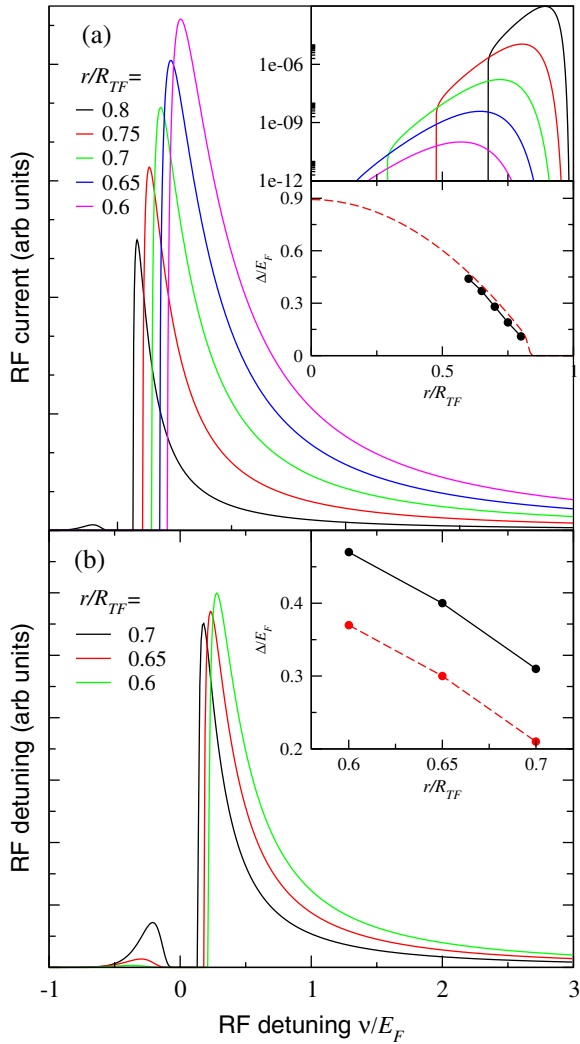 (a)
r/R_TF=
0.8
0.75
0.7
0.65
0.6
RF current (arb units)
1e-06
1e-09
1e-12
0.9
0.6
0.3
0
Δ/E_F
0 0.5 1
r/R_TF
(b)
r/R_TF=
0.7
0.65
0.6
RF detuning (arb units)
0.4
0.3
0.2
Δ/E_F
0.6 0.65 0.7
r/R_TF
-1 0 1 2 3
RF detuning ν/E_F